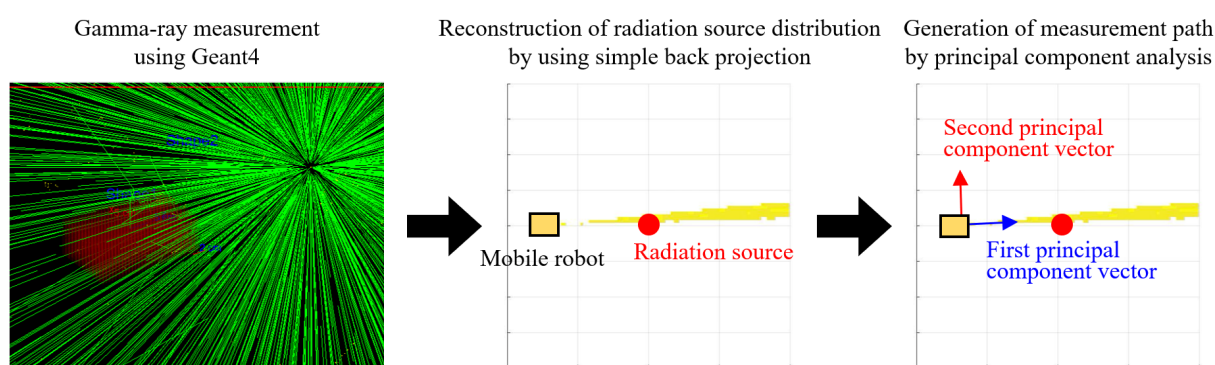 Gamma-ray measurement
using Geant4
Reconstruction of radiation source distribution
by using simple back projection
Generation of measurement path
by principal component analysis
Mobile robot
Radiation source
Second principal
component vector
First principal
component vector